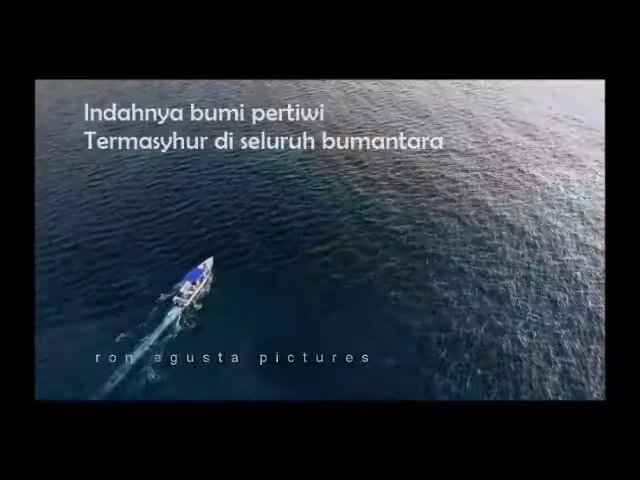 Indahnya bumi pertiwi
Termasyhur di seluruh bumantara
ron agusta pictures